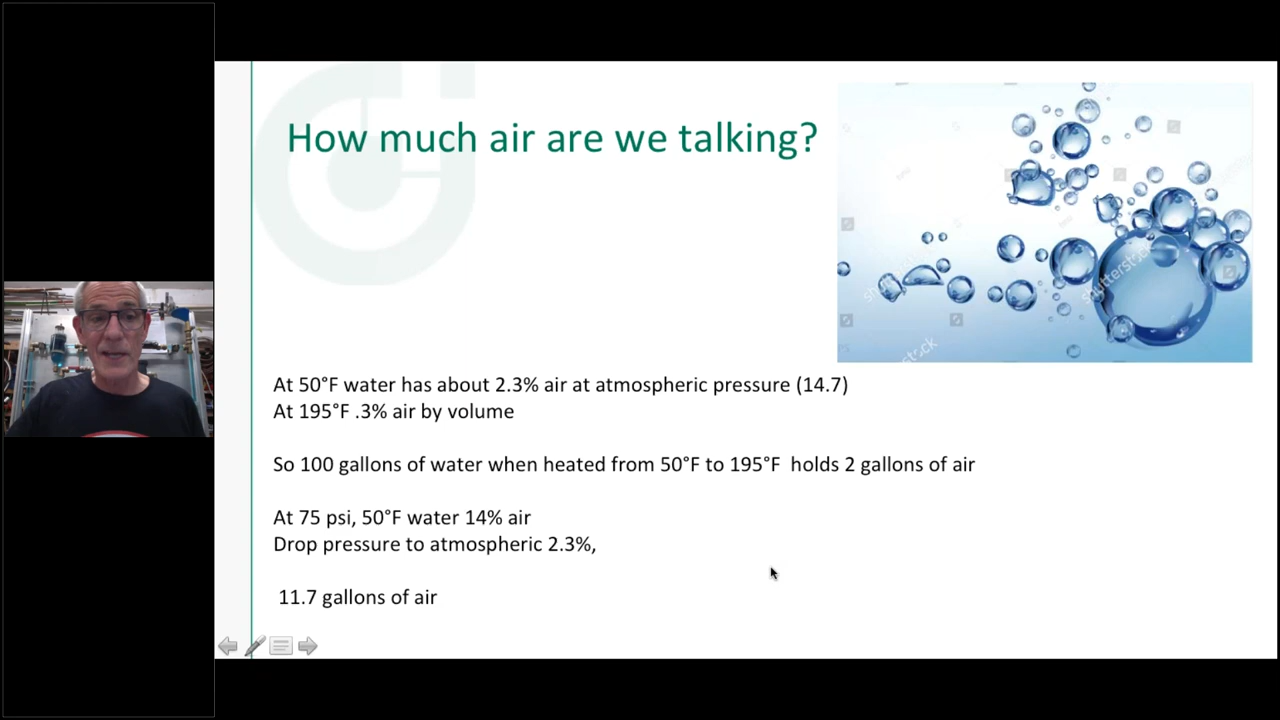 How much air are we talking?
shutterstock
At 50°F water has about 2.3% air at atmospheric pressure (14.7)
At 195°F .3% air by volume
So 100 gallons of water when heated from 50°F to 195°F  holds 2 gallons of air
At 75 psi, 50°F water 14% air
Drop pressure to atmospheric 2.3%,
11.7 gallons of air